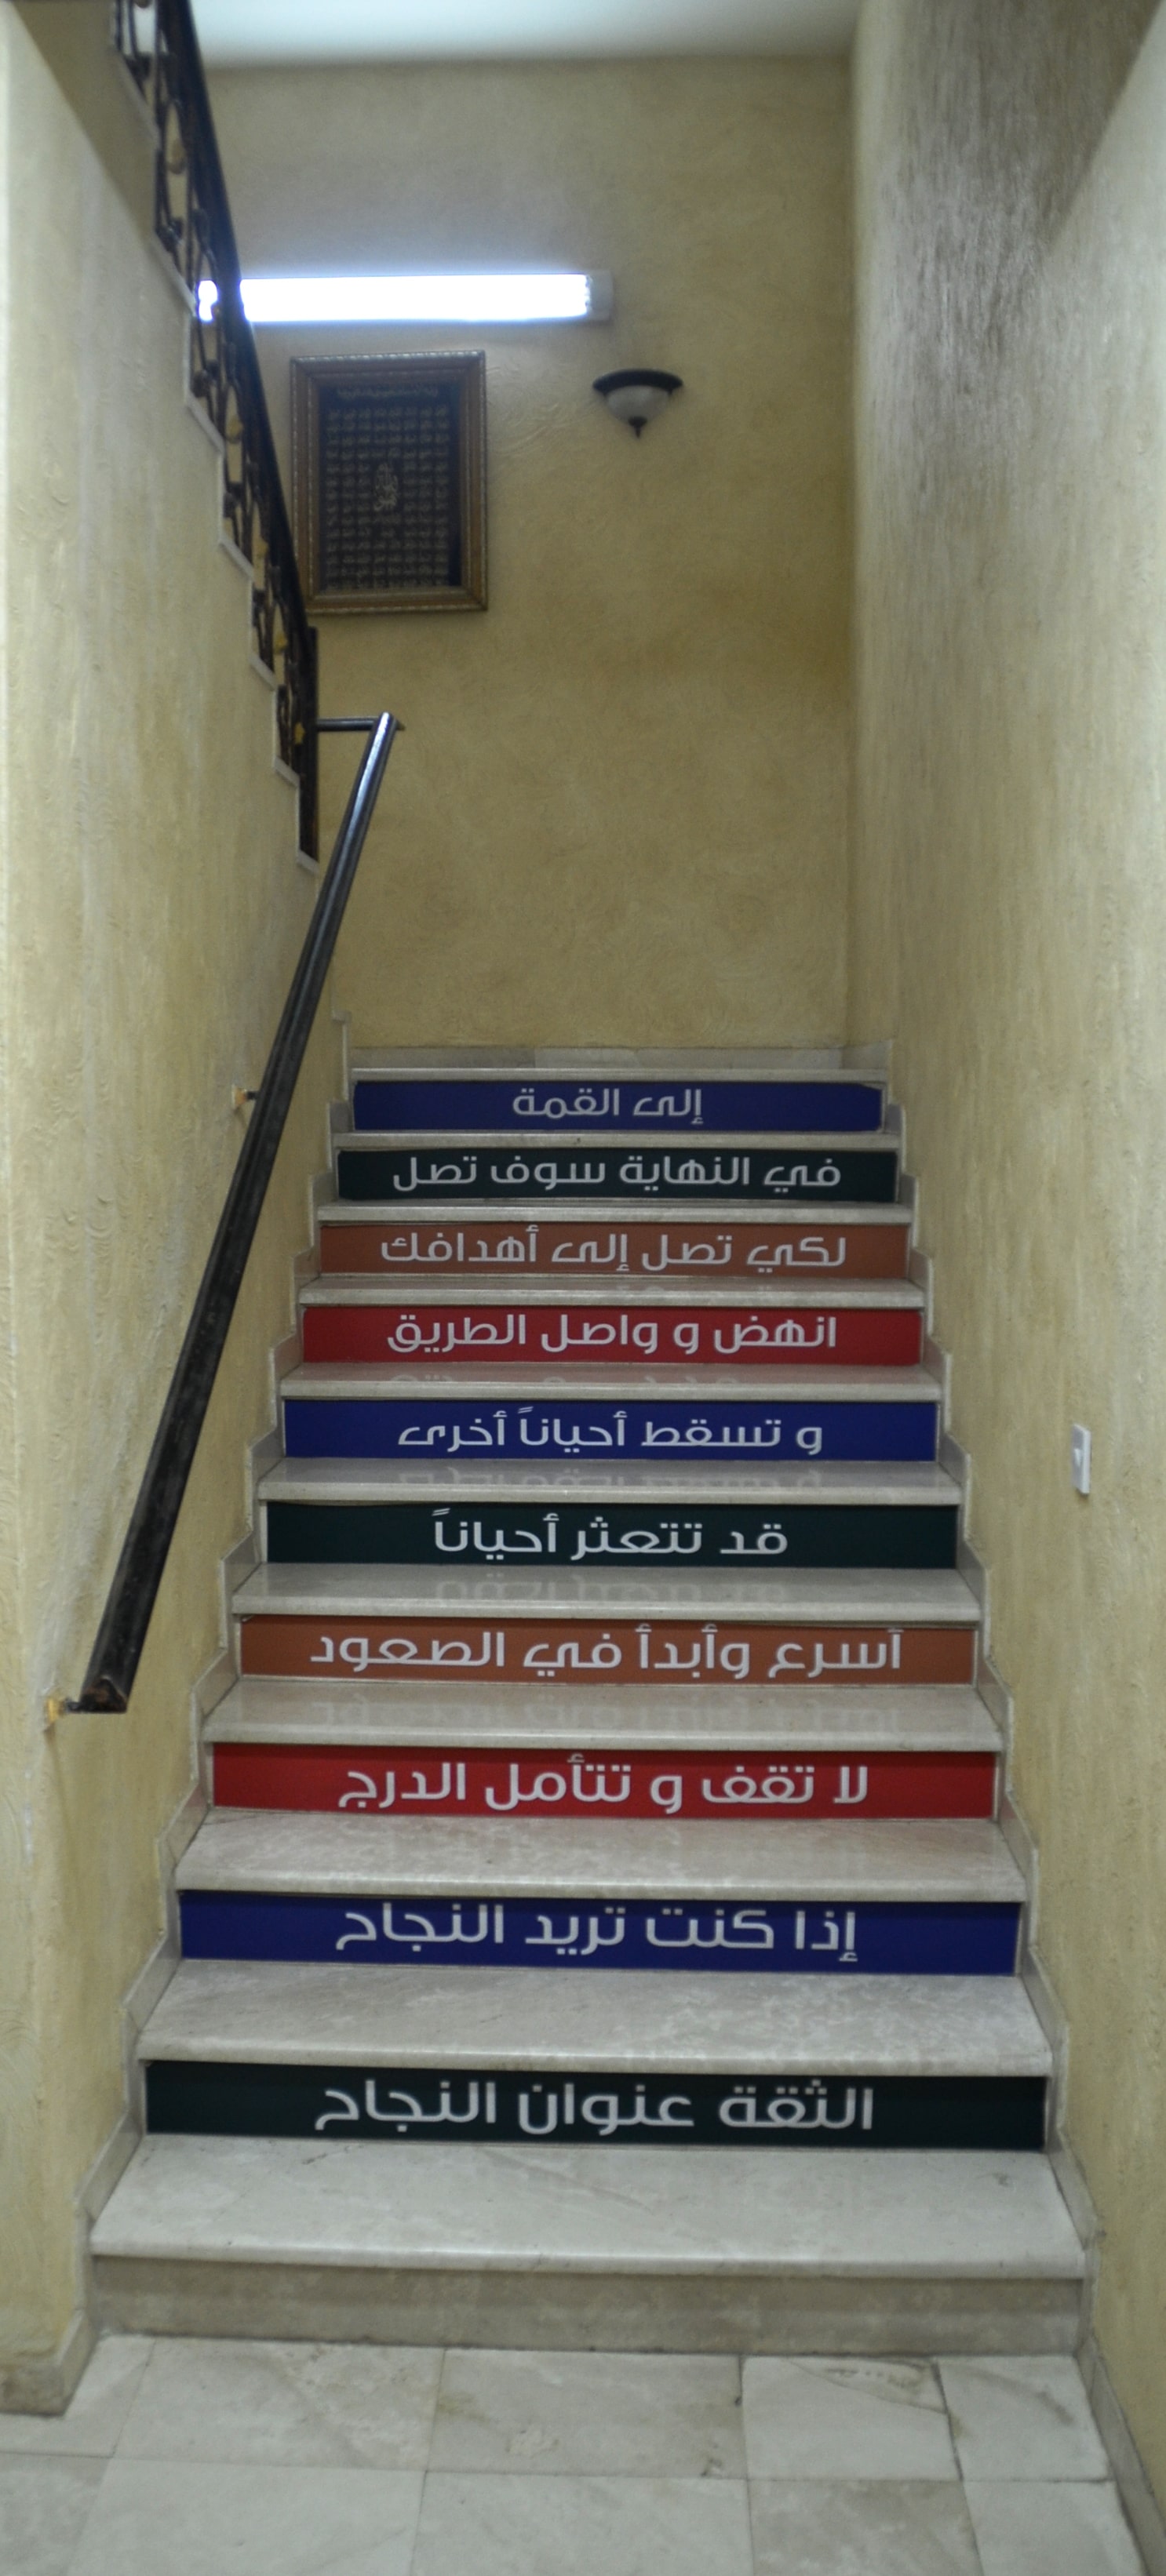 الثقة عنوان النجاح
إذا كنت تريد النجاح
لا تقف و تتأمل الدرج
أسرع وأبدأ في الصعود
قد تتعثر أحياناً
و تسقط أحياناً أخرى
انهض و واصل الطريق
لكي تصل إلى أهدافك
في النهاية سوف تصل
إلى القمة